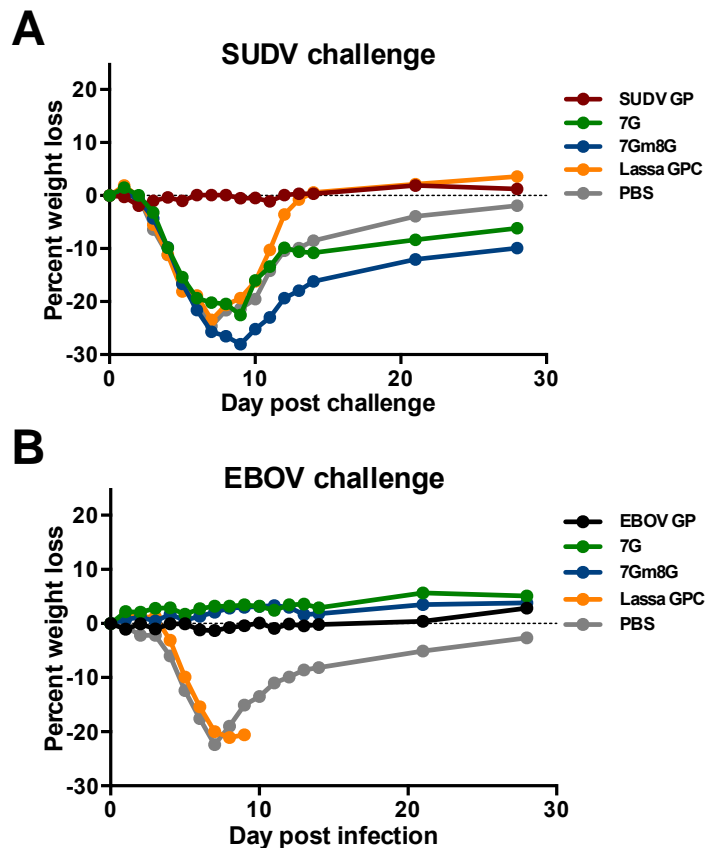 A
SUDV challenge
Percent weight loss
20
10
0
-10
-20
-30
0
10
20
30
Day post challenge
SUDV GP
7G
7Gm8G
Lassa GPC
PBS
B
EBOV challenge
Percent weight loss
20
10
0
-10
-20
-30
0
10
20
30
Day post infection
EBOV GP
7G
7Gm8G
Lassa GPC
PBS